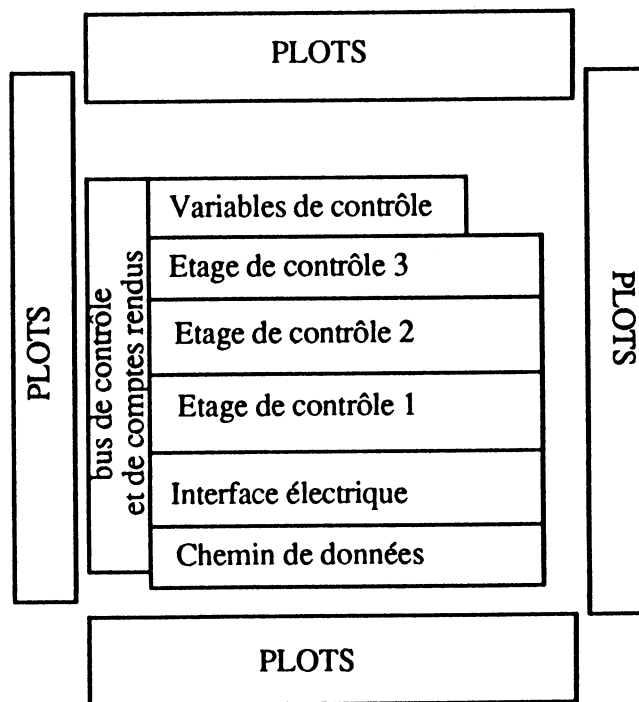 PLOTS
PLOTS
bus de contrôle
et de comptes rendus
Variables de contrôle
Etage de contrôle 3
Etage de contrôle 2
Etage de contrôle 1
Interface électrique
Chemin de données
PLOTS
PLOTS